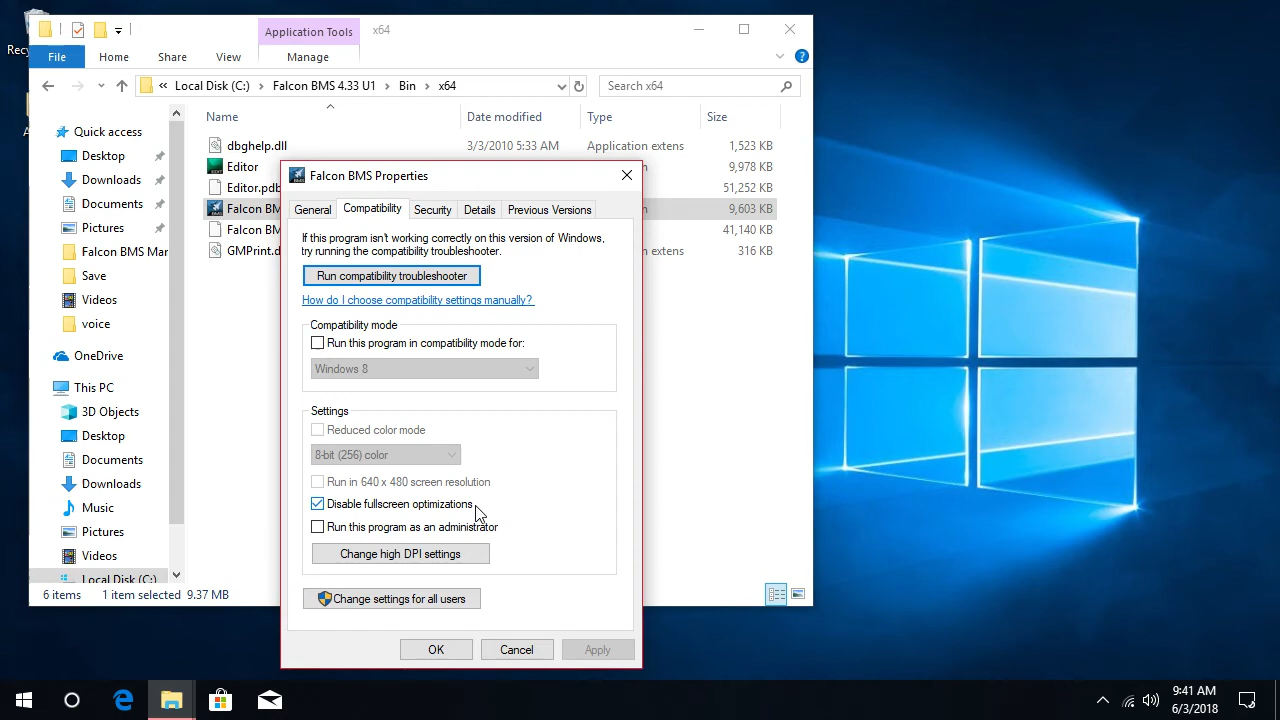 Recy
A
Application Tools
x64
File
Home
Share
View
Manage
« Local Disk (C:) › Falcon BMS 4.33 U1 › Bin › x64
Search x64
Name
Date modified
Type
Size
Quick access
Desktop
Downloads
Documents
Pictures
Falcon BMS Mar
Save
Videos
voice
OneDrive
This PC
3D Objects
Desktop
Documents
Downloads
Music
Pictures
Videos
Local Disk (C:)
dbghelp.dll 3/3/2010 5:33 AM Application extens 1,523 KB
Editor 9,978 KB
Editor.pdb 51,252 KB
Falcon BM 9,603 KB
Falcon BM 41,140 KB
GMPrint.d 316 KB
6 items 1 item selected 9.37 MB
Falcon BMS Properties
General
Compatibility
Security
Details
Previous Versions
If this program isn't working correctly on this version of Windows,
try running the compatibility troubleshooter.
Run compatibility troubleshooter
How do I choose compatibility settings manually?
Compatibility mode
Run this program in compatibility mode for:
Windows 8
Settings
Reduced color mode
8-bit (256) color
Run in 640 x 480 screen resolution
Disable fullscreen optimizations
Run this program as an administrator
Change high DPI settings
Change settings for all users
OK
Cancel
Apply
9:41 AM
6/3/2018